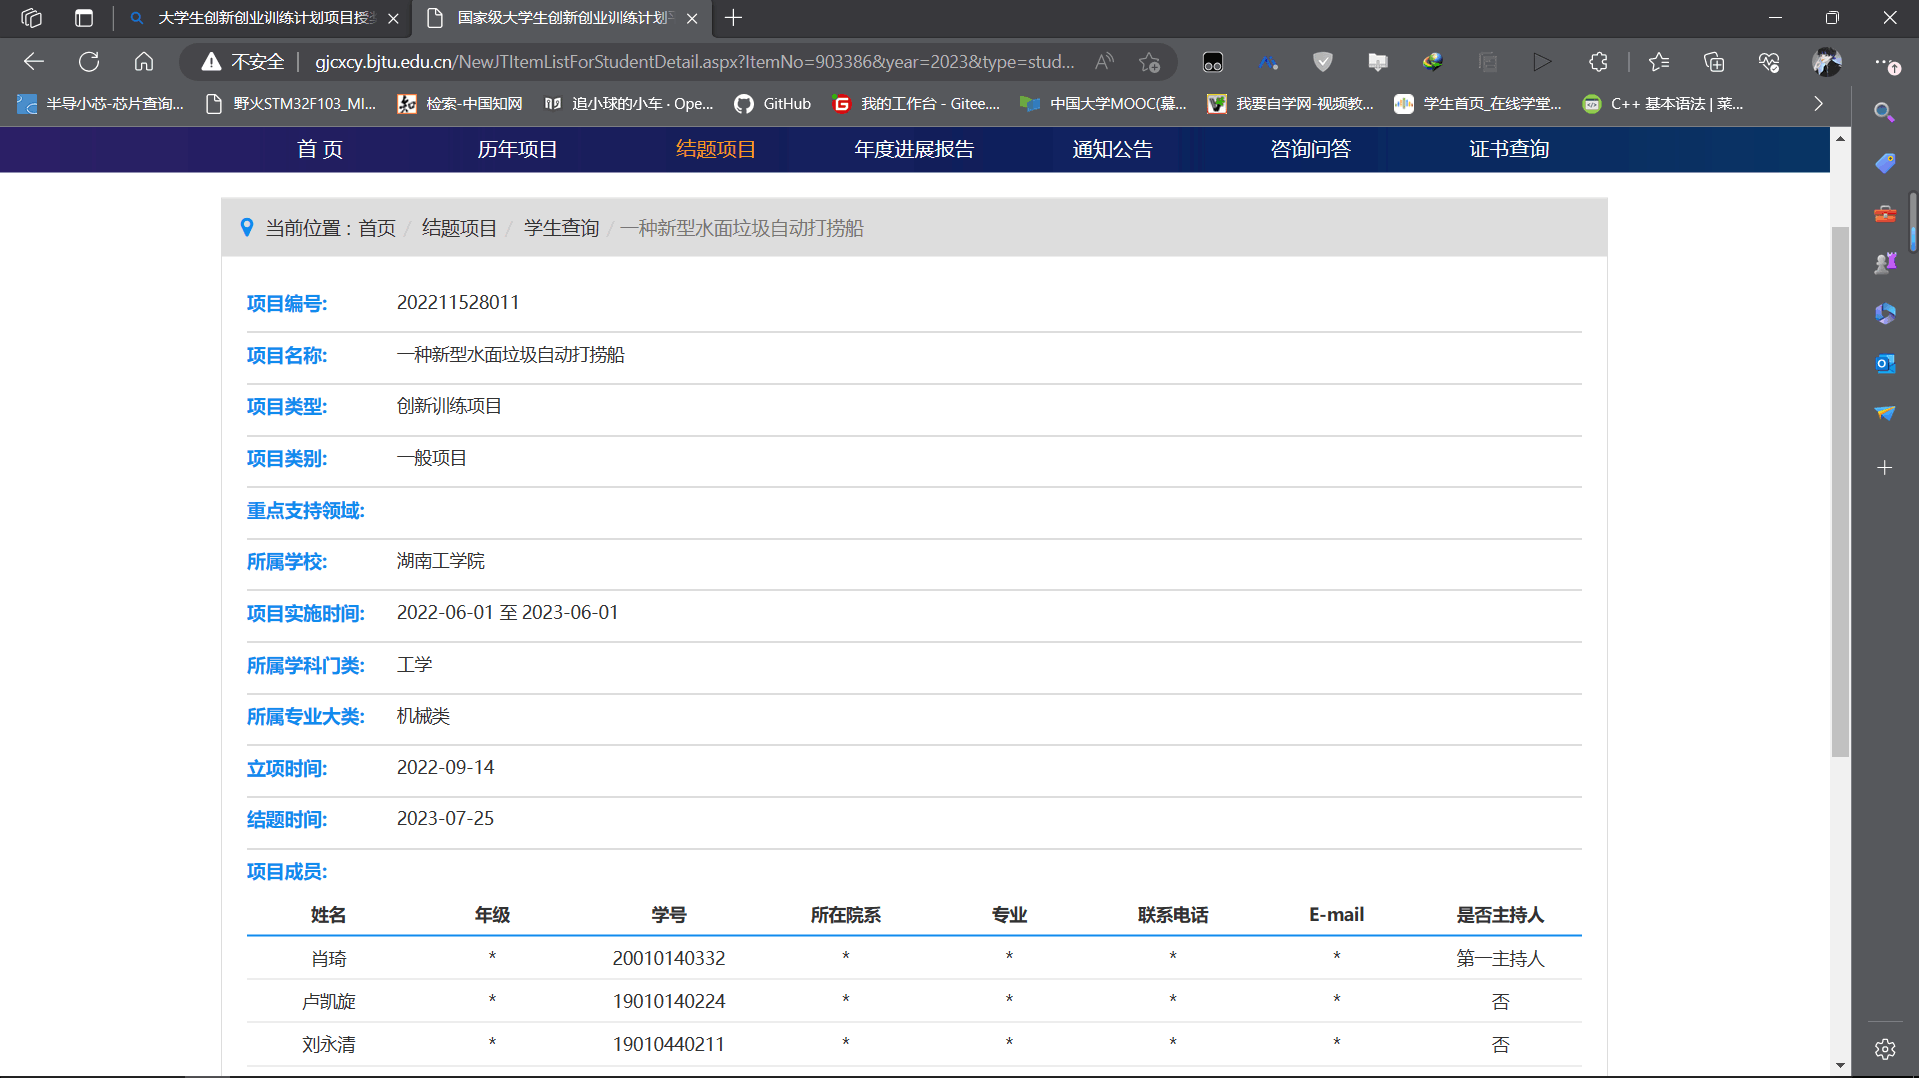 大学生创新创业训练计划项目授
国家级大学生创新创业训练计划
不安全 gjcxcy.bjtu.edu.cn/NewJTItemListForStudentDetail.aspx?ItemNo=903386&year=2023&type=stud...
半导小芯-芯片查询... 野火STM32F103_MI... 检索-中国知网 追小球的小车 · Ope... GitHub 我的工作台 - Gitee.... 中国大学MOOC(慕... 我要自学网-视频教... 学生首页_在线学堂... C++ 基本语法 | 菜...
首 页 历年项目 结题项目 年度进展报告 通知公告 咨询问答 证书查询
当前位置：首页 / 结题项目 / 学生查询 / 一种新型水面垃圾自动打捞船
项目编号: 202211528011
项目名称: 一种新型水面垃圾自动打捞船
项目类型: 创新训练项目
项目类别: 一般项目
重点支持领域:
所属学校: 湖南工学院
项目实施时间: 2022-06-01 至 2023-06-01
所属学科门类: 工学
所属专业大类: 机械类
立项时间: 2022-09-14
结题时间: 2023-07-25
项目成员:
姓名 年级 学号 所在院系 专业 联系电话 E-mail 是否主持人
肖琦 * 20010140332 * * * * 第一主持人
卢凯旋 * 19010140224 * * * * 否
刘永清 * 19010440211 * * * * 否